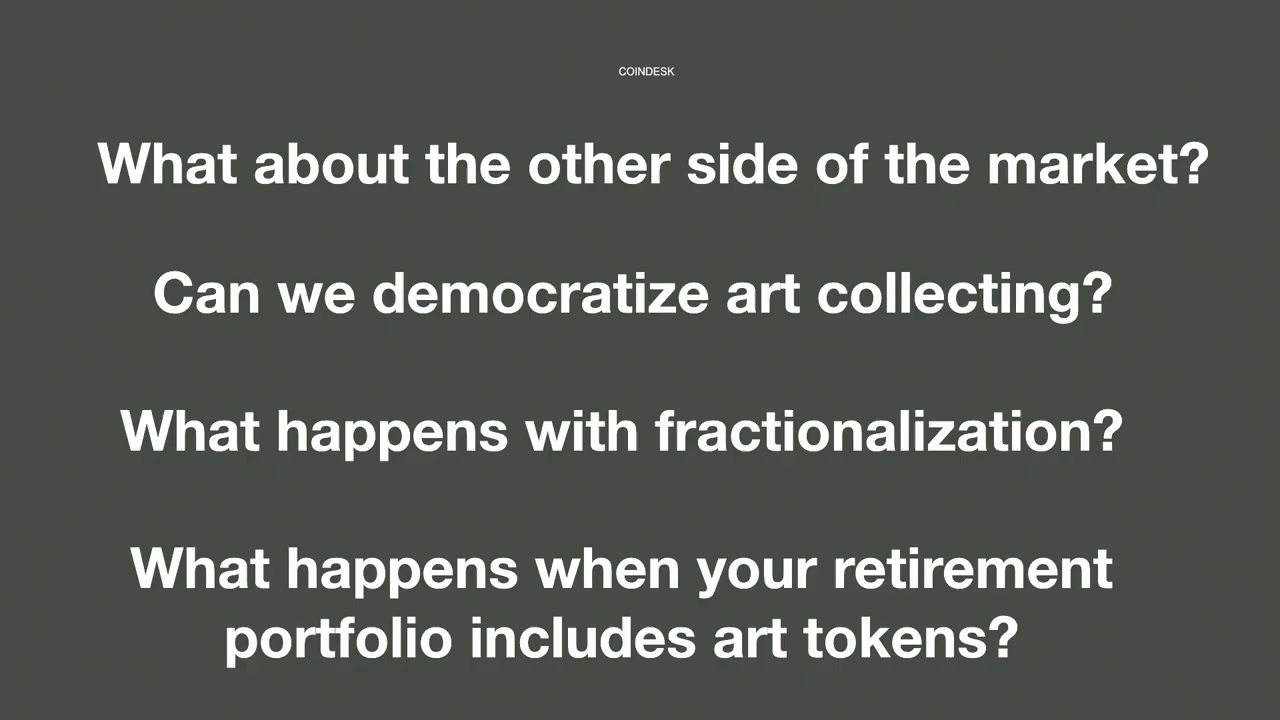 COINDESK
What about the other side of the market?
Can we democratize art collecting?
What happens with fractionalization?
What happens when your retirement
portfolio includes art tokens?